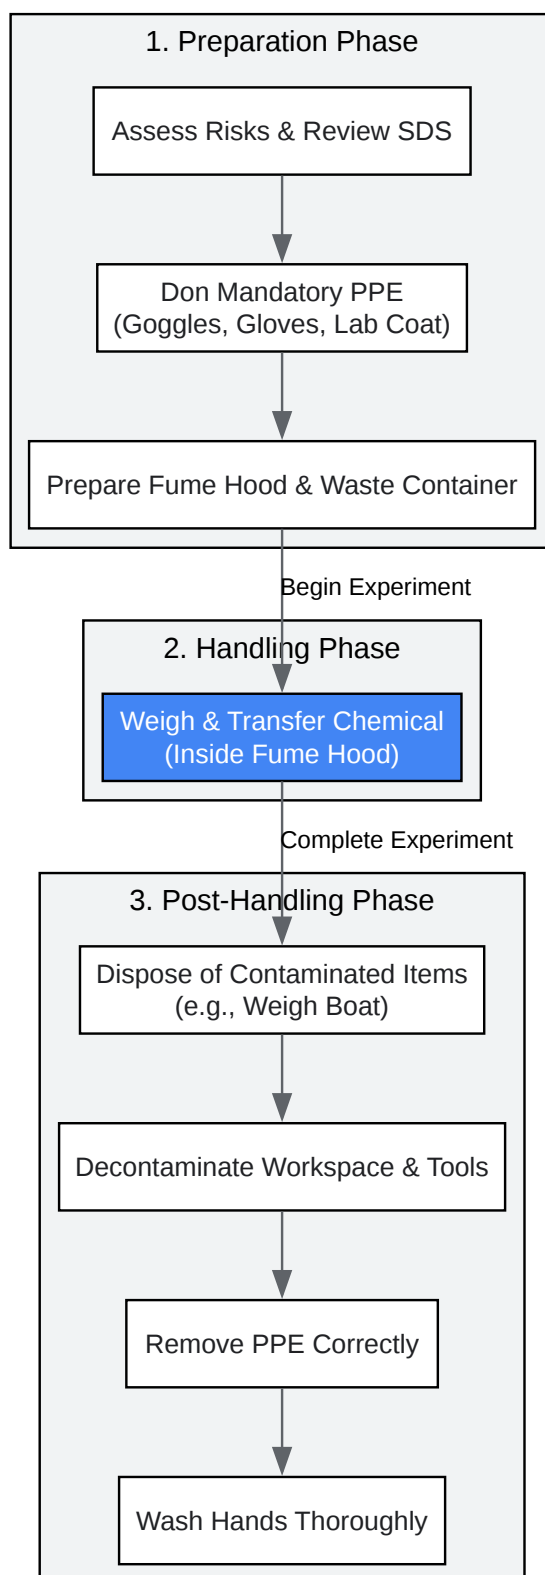 1. Preparation Phase
Assess Risks & Review SDS
Don Mandatory PPE
(Goggles, Gloves, Lab Coat)
Prepare Fume Hood & Waste Container
Begin Experiment
2. Handling Phase
Weigh & Transfer Chemical
(Inside Fume Hood)
Complete Experiment
3. Post-Handling Phase
Dispose of Contaminated Items
(e.g., Weigh Boat)
Decontaminate Workspace & Tools
Remove PPE Correctly
Wash Hands Thoroughly